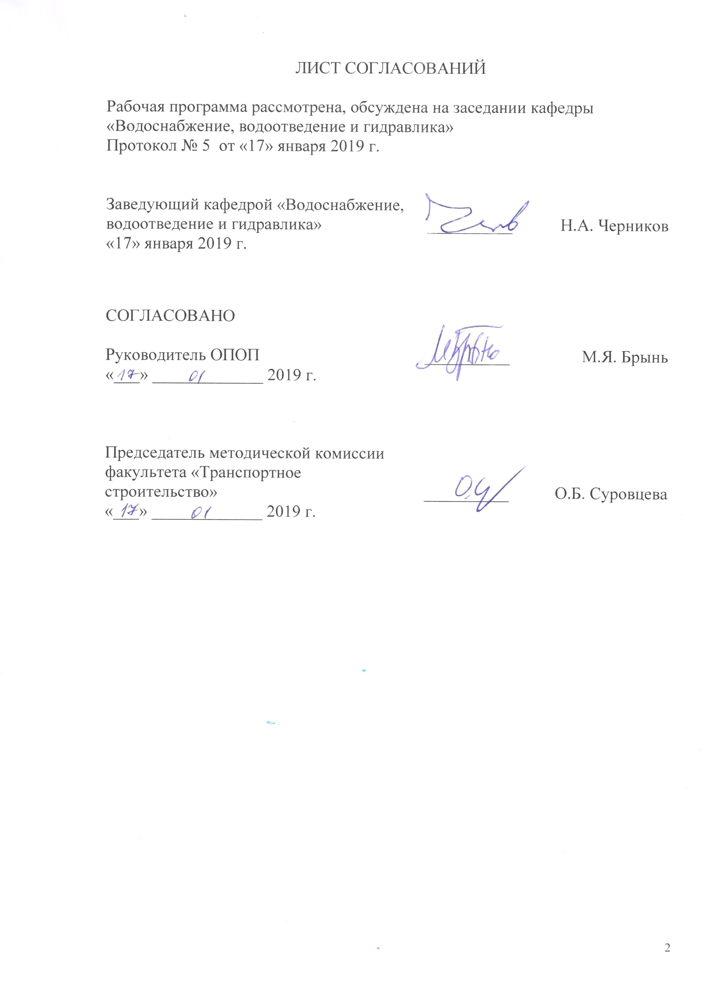 ЛИСТ СОГЛАСОВАНИЙ
Рабочая программа рассмотрена, обсуждена на заседании кафедры
«Водоснабжение, водоотведение и гидравлика»
Протокол № 5 от «17» января 2019 г.
Заведующий кафедрой «Водоснабжение,
водоотведение и гидравлика» Н.А. Черников
«17» января 2019 г.
СОГЛАСОВАНО
Руководитель ОПОП М.Я. Брынь
«17» 01 2019 г.
Председатель методической комиссии
факультета «Транспортное
строительство» О.Б. Суровцева
«17» 01 2019 г.
2